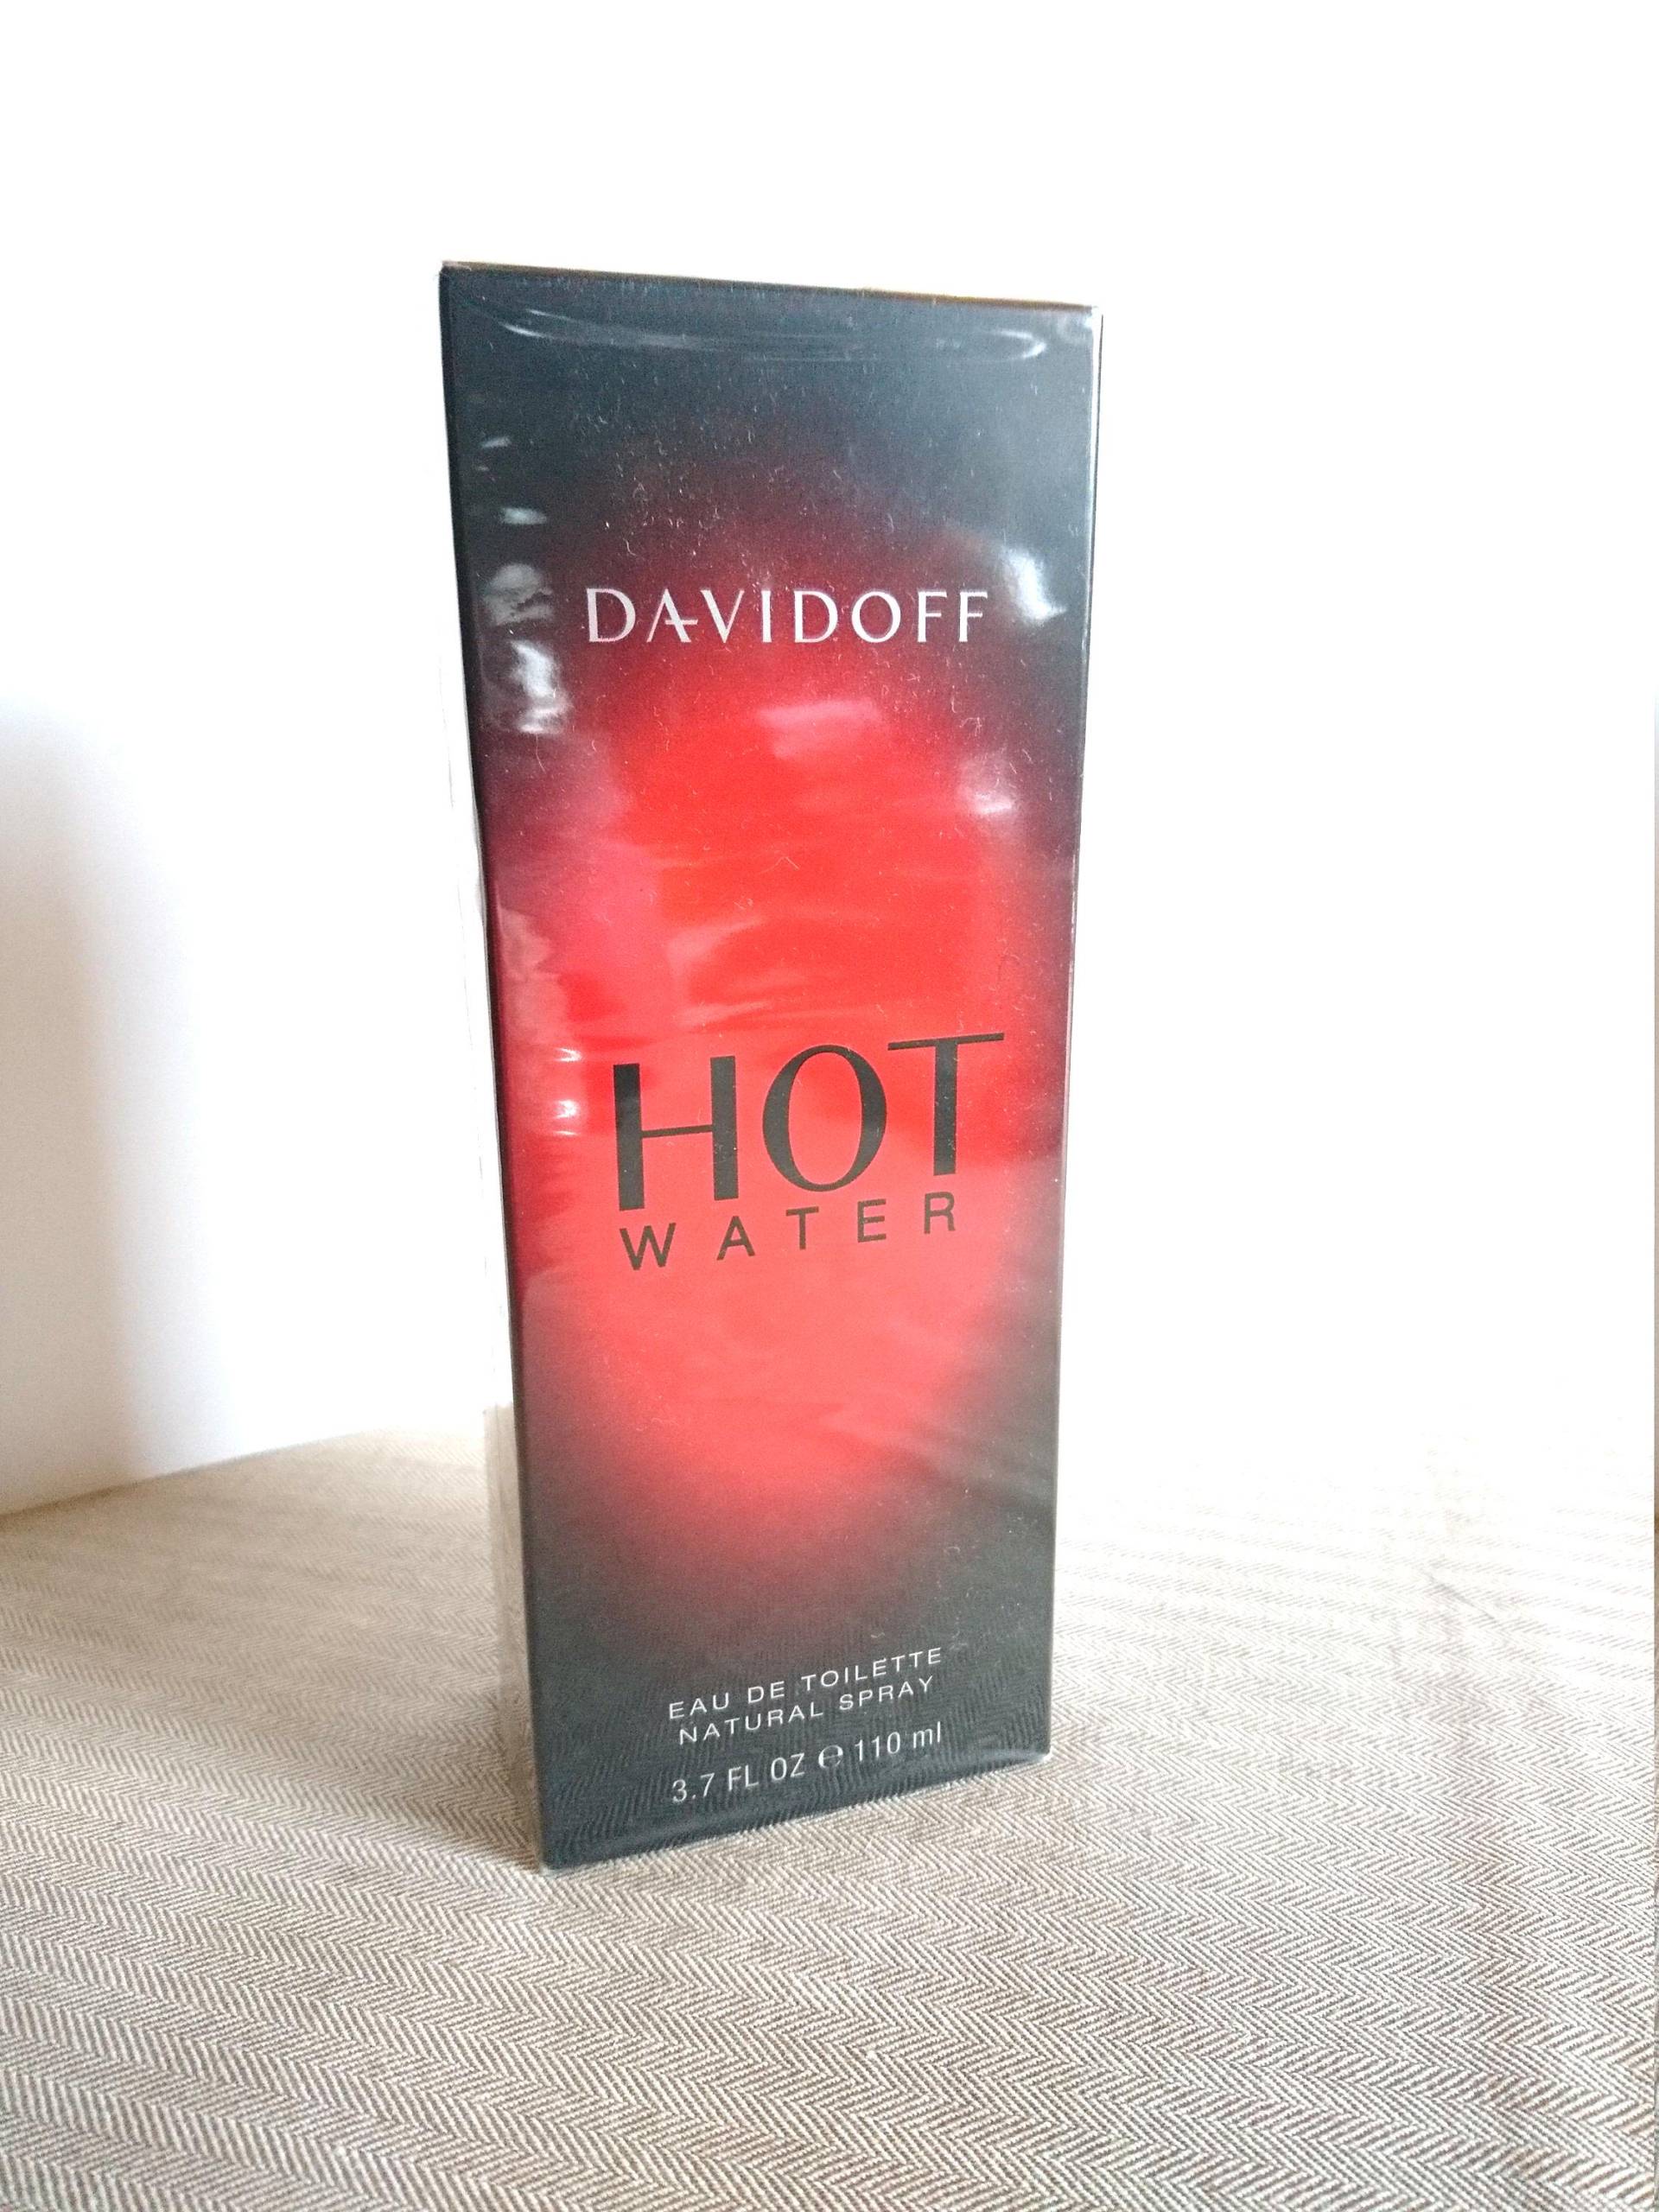 DAVIDOFF
HOT
WATER
EAU DE TOILETTE
NATURAL SPRAY
3.7 FL OZ ℮ 110 ml